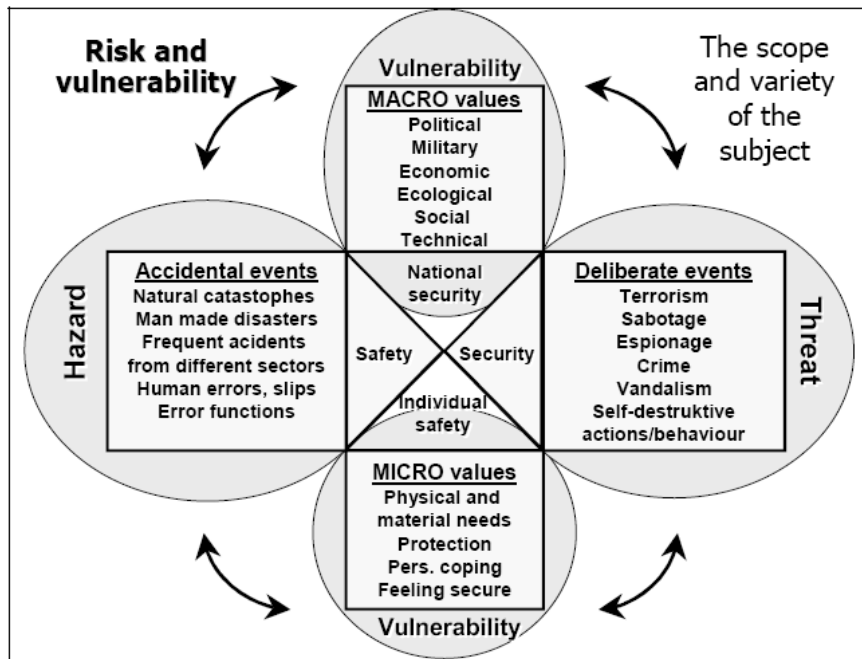 Risk and
vulnerability
The scope
and variety
of the
subject
Vulnerability
MACRO values
Political
Military
Economic
Ecological
Social
Technical
National
security
Hazard
Accidental events
Natural catastophes
Man made disasters
Frequent acidents
from different sectors
Human errors, slips
Error functions
Safety
Security
Deliberate events
Terrorism
Sabotage
Espionage
Crime
Vandalism
Self-destruktive
actions/behaviour
Threat
Individual
safety
MICRO values
Physical and
material needs
Protection
Pers. coping
Feeling secure
Vulnerability